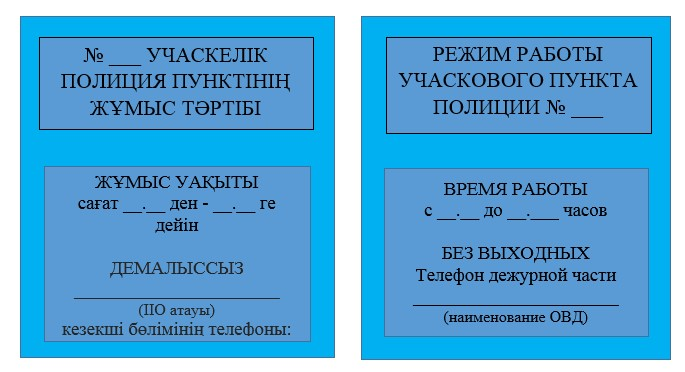 № ___ УЧАСКЕЛІК
ПОЛИЦИЯ ПУНКТІНІҢ
ЖҰМЫС ТӘРТІБІ
ЖҰМЫС УАҚЫТЫ
сағат __.__ ден - __.__ ге
дейін
ДЕМАЛЫССЫЗ
_______________________
(ІІО атауы)
кезекші бөлімінің телефоны:
РЕЖИМ РАБОТЫ
УЧАСКОВОГО ПУНКТА
ПОЛИЦИИ № ___
ВРЕМЯ РАБОТЫ
с __.__ до __.___ часов
БЕЗ ВЫХОДНЫХ
Телефон дежурной части
_______________________
(наименование ОВД)